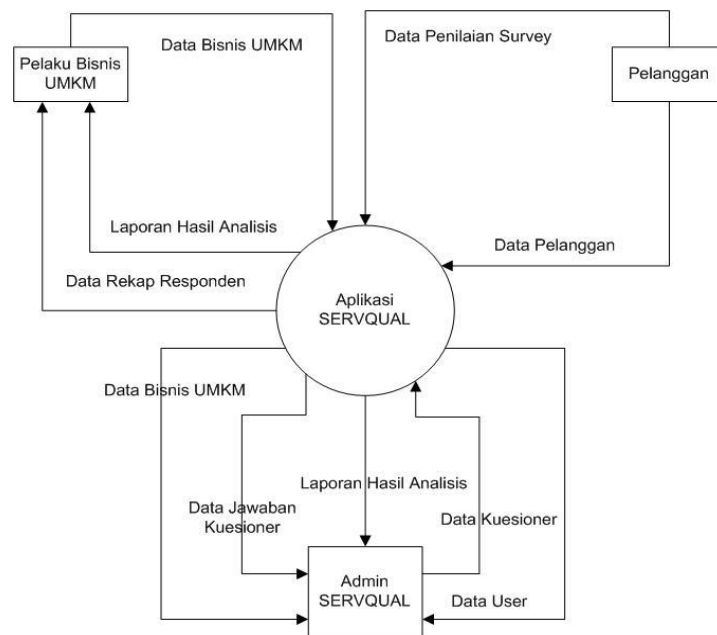 Data Bisnis UMKM
Data Penilaian Survey
Pelaku Bisnis
UMKM
Pelanggan
Laporan Hasil Analisis
Data Pelanggan
Data Rekap Responden
Aplikasi
SERVQUAL
Data Bisnis UMKM
Laporan Hasil Analisis
Data Jawaban
Kuesioner
Data Kuesioner
Admin
SERVQUAL
Data User